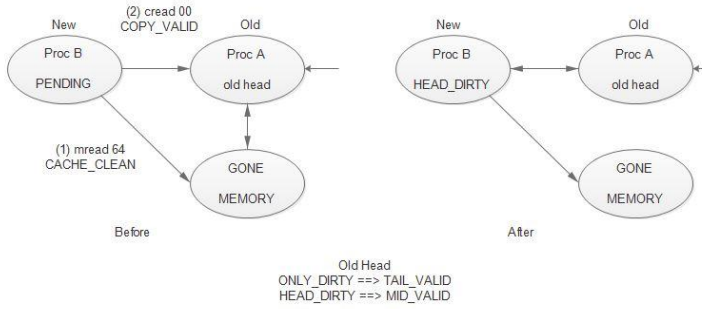 (2) cread 00
COPY_VALID
New
Old
Proc B
PENDING
Proc A
old head
(1) mread 64
CACHE_CLEAN
GONE
MEMORY
Before
New
Old
Proc B
HEAD_DIRTY
Proc A
old head
GONE
MEMORY
After
Old Head
ONLY_DIRTY ==> TAIL_VALID
HEAD_DIRTY ==> MID_VALID